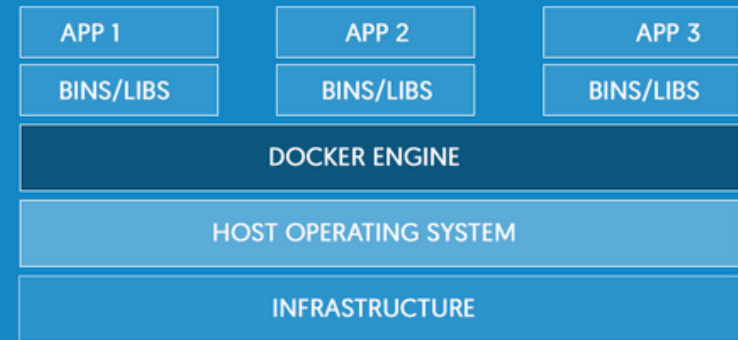 APP 1 APP 2 APP 3
BINS/LIBS BINS/LIBS BINS/LIBS
DOCKER ENGINE
HOST OPERATING SYSTEM
INFRASTRUCTURE